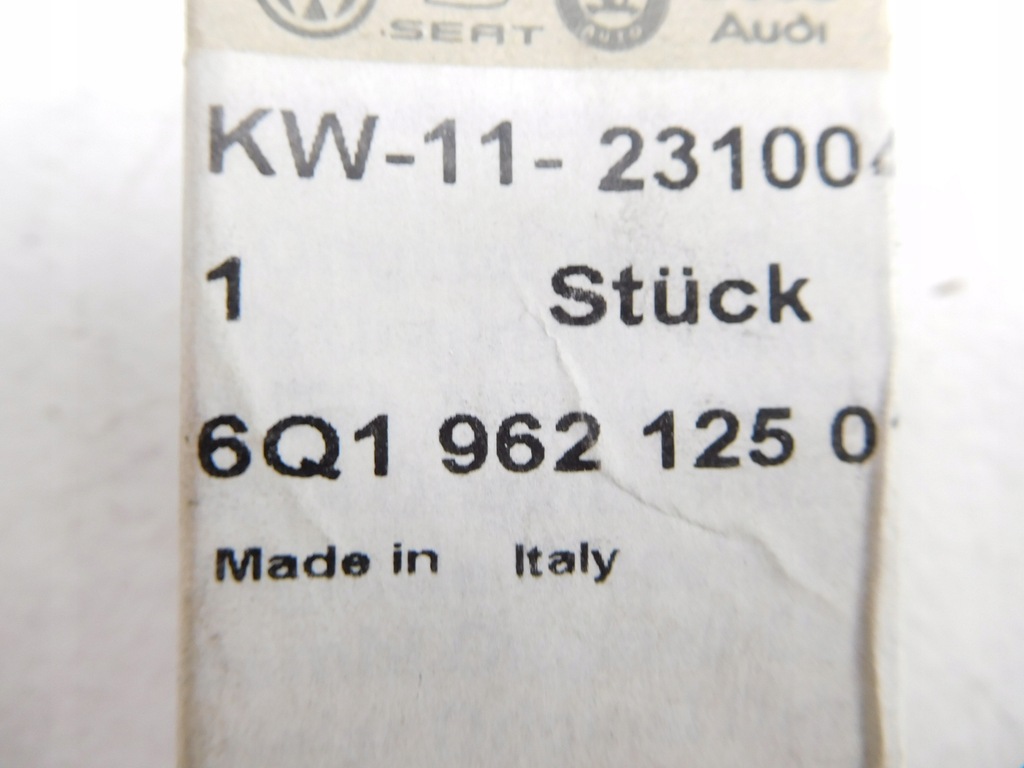 SEAT Audi
KW-11- 231004
1 Stück
6Q1 962 125 0
Made in Italy